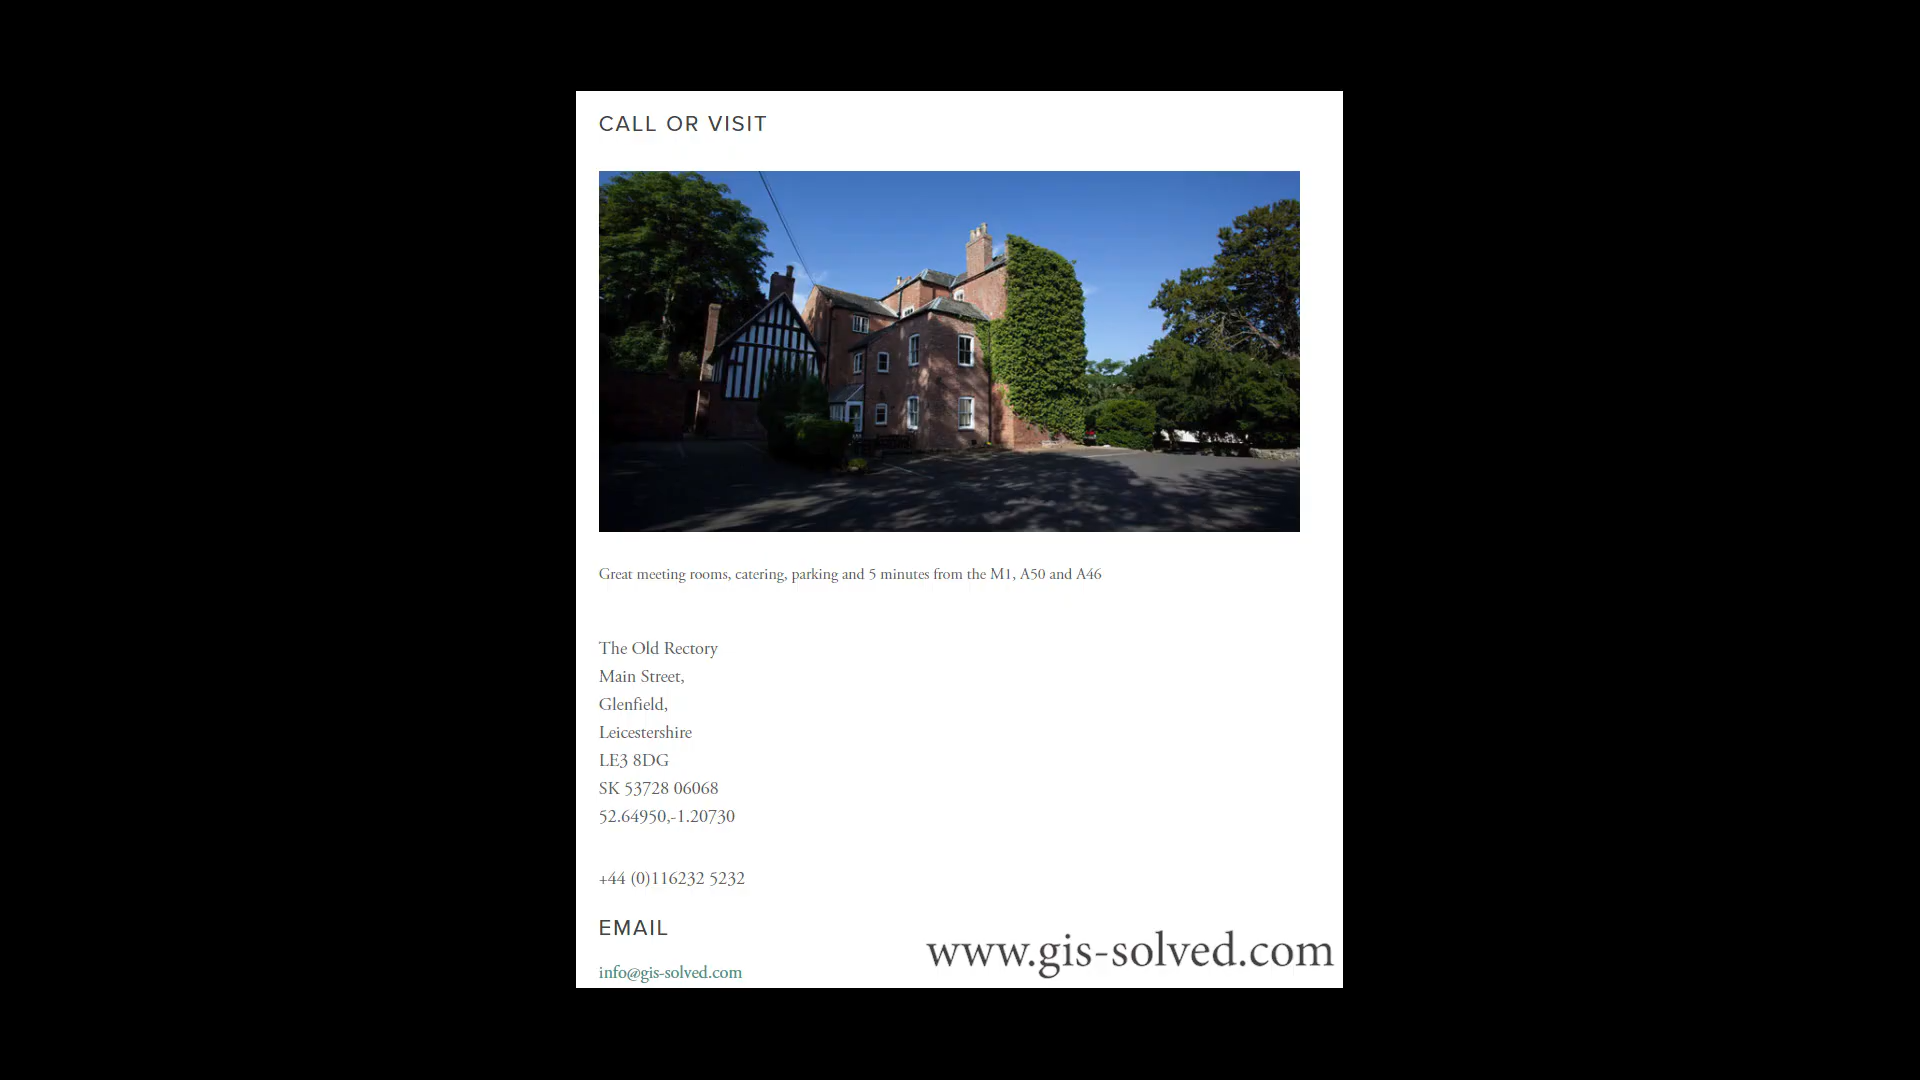 CALL OR VISIT
Great meeting rooms, catering, parking and 5 minutes from the M1, A50 and A46
The Old Rectory
Main Street,
Glenfield,
Leicestershire
LE3 8DG
SK 53728 06068
52.64950,-1.20730
+44 (0)116232 5232
EMAIL
info@gis-solved.com
www.gis-solved.com